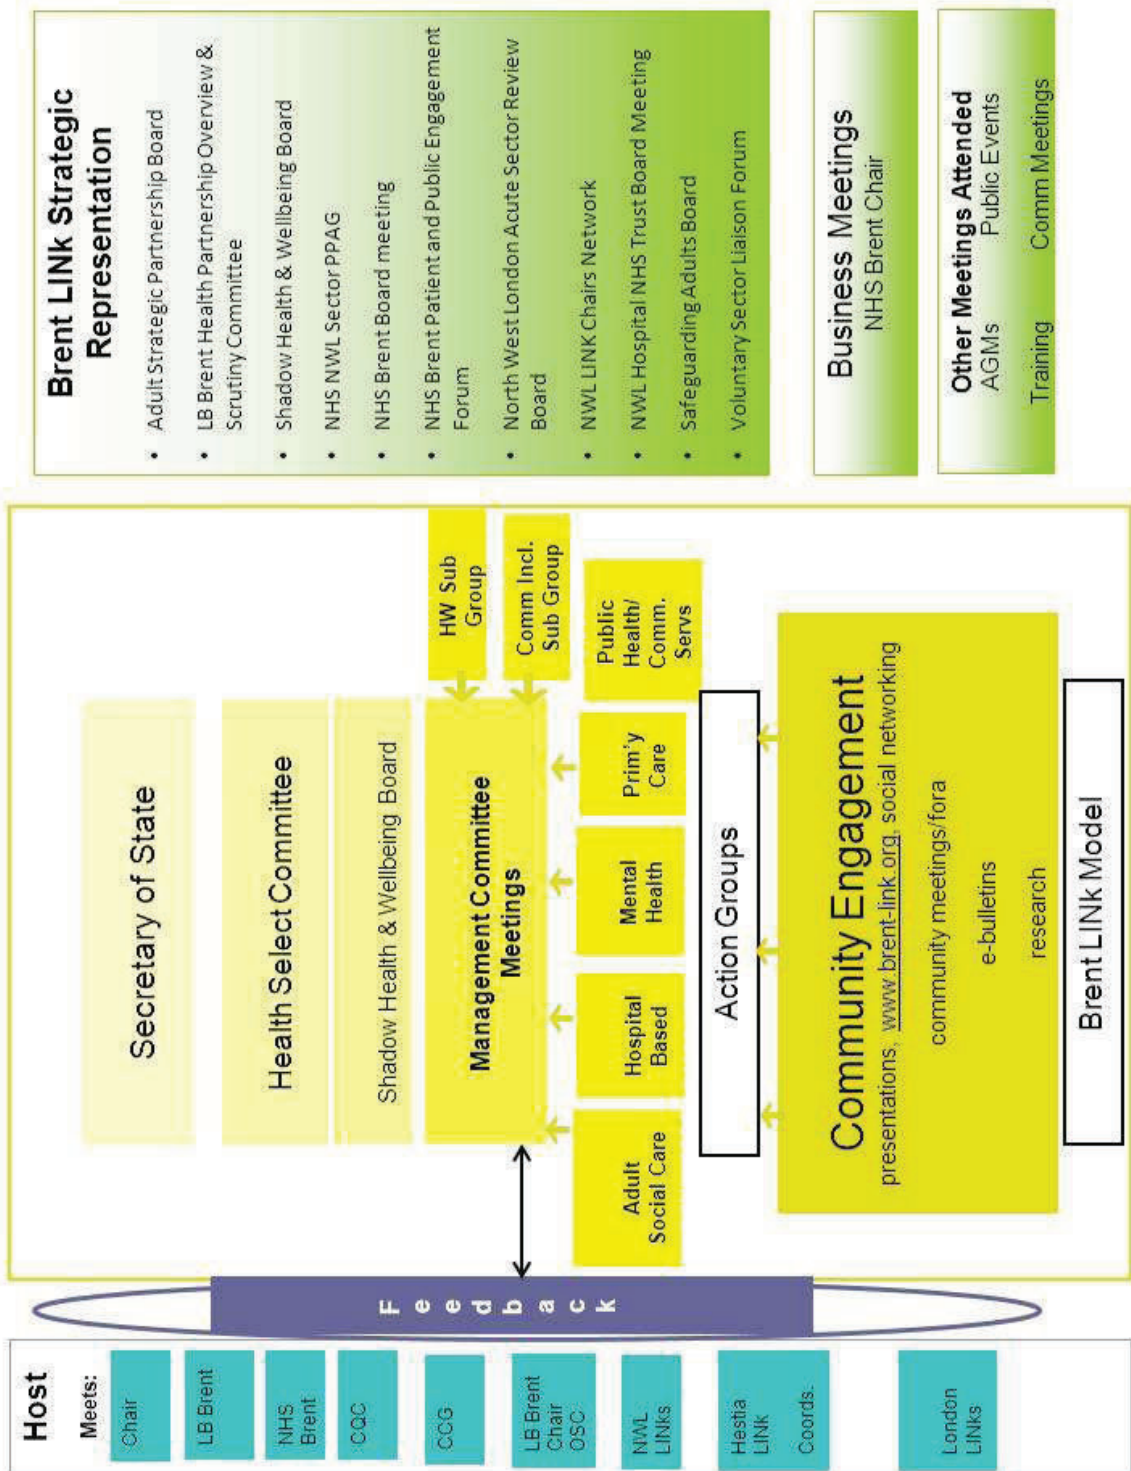 Host
Meets:
Chair
LB Brent
NHS
Brent
CQC
CCG
LB Brent
Chair
OSC
NWL
LINks
Hestia
LINk
Coords.
London
LINks
F
e
e
d
b
a
c
k
Secretary of State
Health Select Committee
Shadow Health & Wellbeing Board
Management Committee
Meetings
HW Sub
Group
Comm Incl.
Sub Group
Adult
Social Care
Hospital
Based
Mental
Health
Prim'y
Care
Public
Health/
Comm.
Servs
Action Groups
Community Engagement
presentations, www.brent-link.org, social networking
community meetings/fora
e-bulletins
research
Brent LINk Model
Brent LINk Strategic
Representation
• Adult Strategic Partnership Board
• LB Brent Health Partnership Overview &
Scrutiny Committee
• Shadow Health & Wellbeing Board
• NHS NWL Sector PPAG
• NHS Brent Board meeting
• NHS Brent Patient and Public Engagement
Forum
• North West London Acute Sector Review
Board
• NWL LINK Chairs Network
• NWL Hospital NHS Trust Board Meeting
• Safeguarding Adults Board
• Voluntary Sector Liaison Forum
Business Meetings
NHS Brent Chair
Other Meetings Attended
AGMs Public Events
Training Comm Meetings